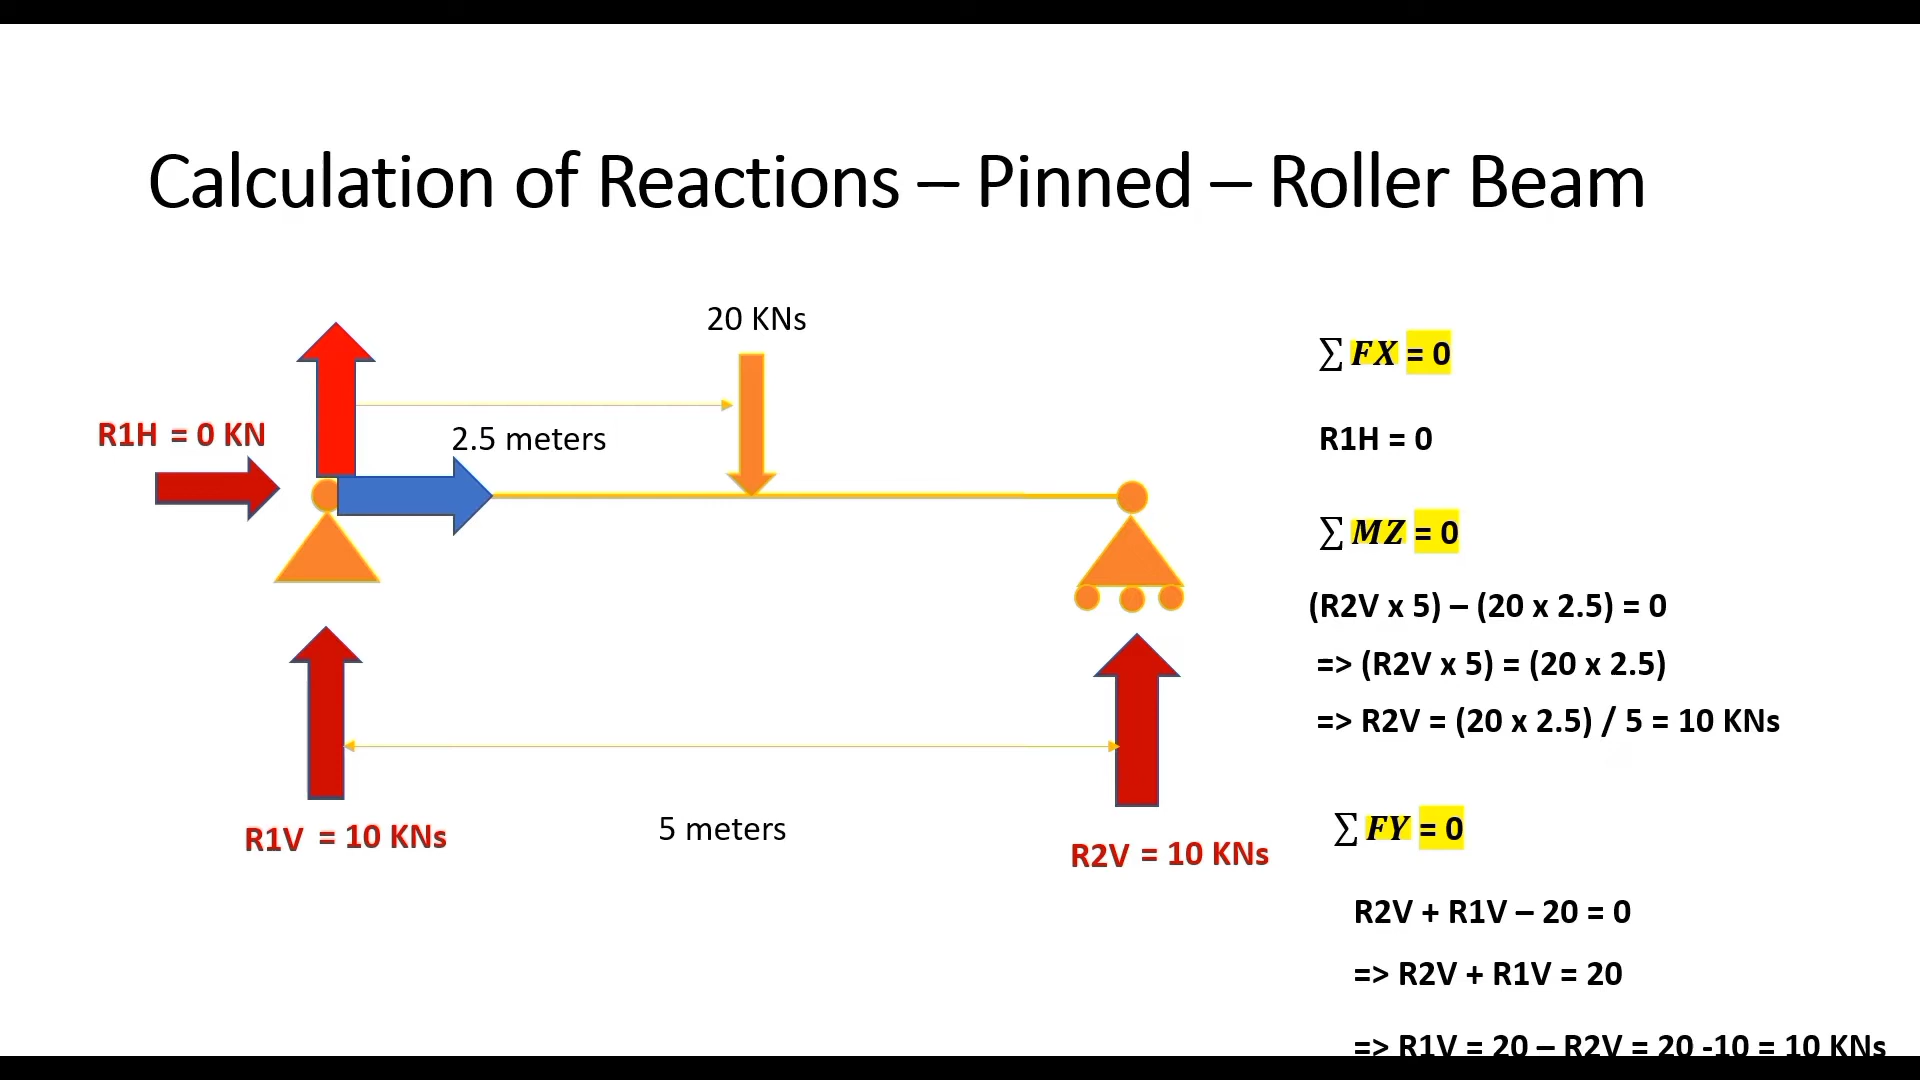 Calculation of Reactions – Pinned – Roller Beam
20 KNs
2.5 meters
R1H = 0 KN
5 meters
R1V = 10 KNs
R2V = 10 KNs
∑ FX = 0
R1H = 0
∑ MZ = 0
(R2V x 5) – (20 x 2.5) = 0
=> (R2V x 5) = (20 x 2.5)
=> R2V = (20 x 2.5) / 5 = 10 KNs
∑ FY = 0
R2V + R1V – 20 = 0
=> R2V + R1V = 20
=> R1V = 20 – R2V = 20 -10 = 10 KNs